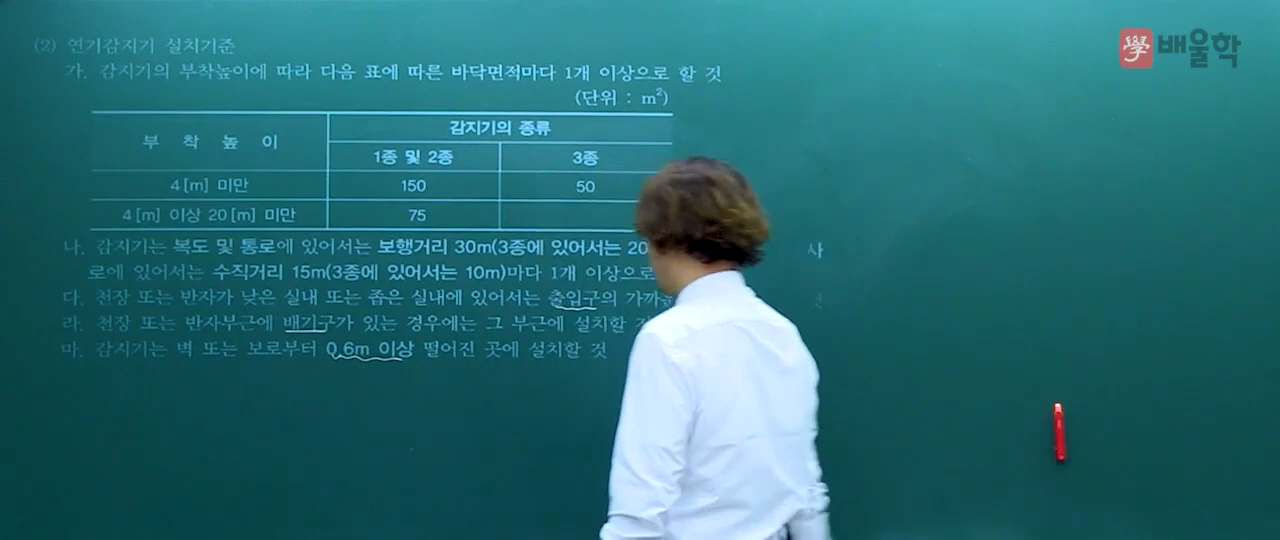 (2) 연기감지기 설치기준
學 배울학
가. 감지기의 부착높이에 따라 다음 표에 따른 바닥면적마다 1개 이상으로 할 것
(단위 : m²)
부 착 높 이
감지기의 종류
1종 및 2종
3종
4[m] 미만
150
50
4[m] 이상 20[m] 미만
75
나. 감지기는 복도 및 통로에 있어서는 보행거리 30m(3종에 있어서는 20
로에 있어서는 수직거리 15m(3종에 있어서는 10m)마다 1개 이상으로
다. 천장 또는 반자가 낮은 실내 또는 좁은 실내에 있어서는 출입구의
라. 천장 또는 반자부근에 배기구가 있는 경우에는 그 부근에 설치할
마. 감지기는 벽 또는 보로부터 0.6m 이상 떨어진 곳에 설치할 것